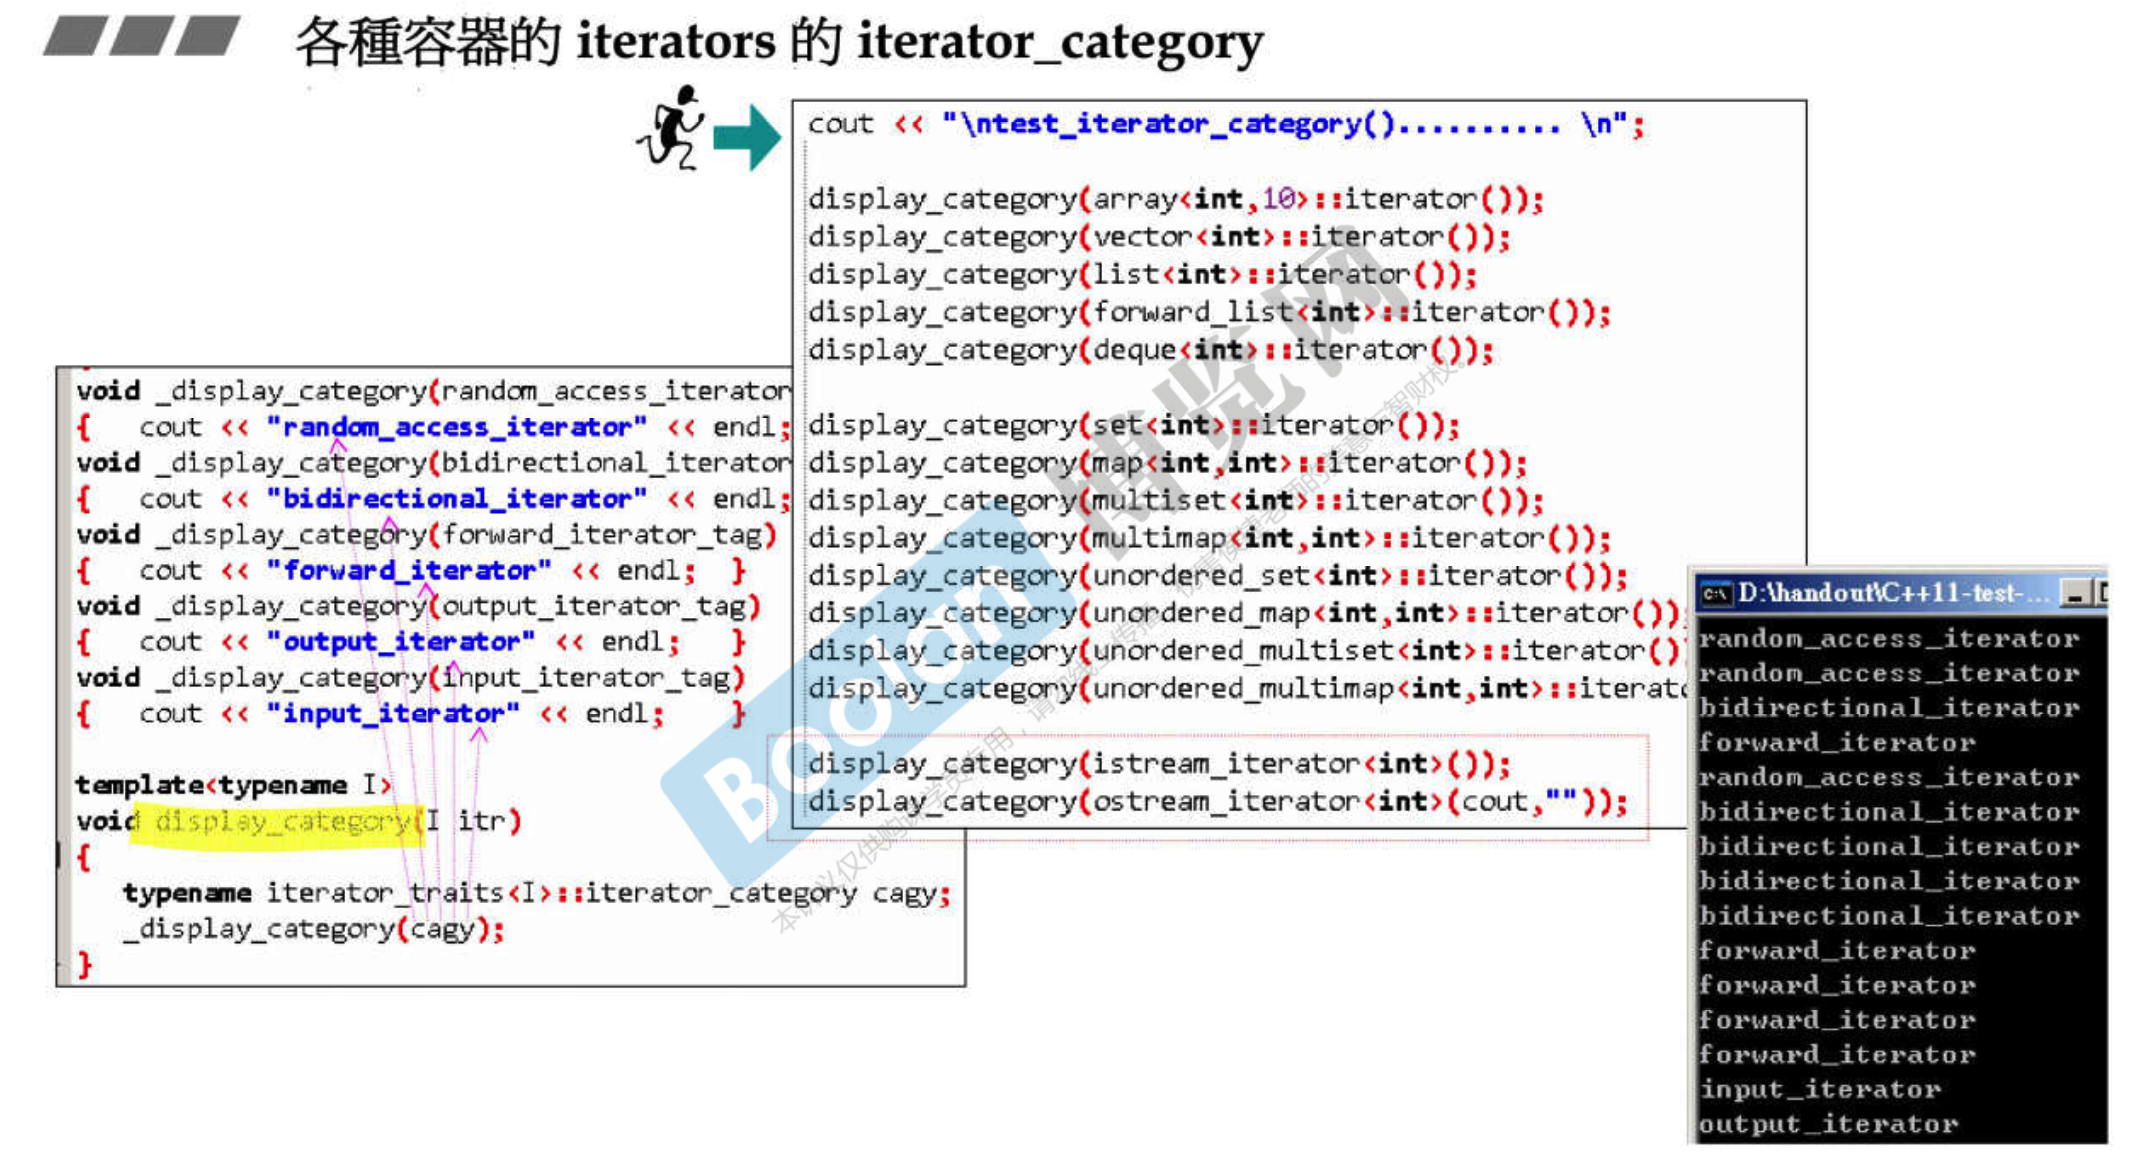 各種容器的 iterators 的 iterator_category
cout << "\ntest_iterator_category().......... \n";
display_category(array<int,10>::iterator());
display_category(vector<int>::iterator());
display_category(list<int>::iterator());
display_category(forward_list<int>::iterator());
display_category(deque<int>::iterator());
display_category(set<int>::iterator());
display_category(map<int,int>::iterator());
display_category(multiset<int>::iterator());
display_category(multimap<int,int>::iterator());
display_category(unordered_set<int>::iterator());
display_category(unordered_map<int,int>::iterator())
display_category(unordered_multiset<int>::iterator()
display_category(unordered_multimap<int,int>::iterato
display_category(istream_iterator<int>());
display_category(ostream_iterator<int>(cout,""));
void _display_category(random_access_iterator
{ cout << "random_access_iterator" << endl;
void _display_category(bidirectional_iterator
{ cout << "bidirectional_iterator" << endl;
void _display_category(forward_iterator_tag)
{ cout << "forward_iterator" << endl; }
void _display_category(output_iterator_tag)
{ cout << "output_iterator" << endl; }
void _display_category(input_iterator_tag)
{ cout << "input_iterator" << endl; }
template<typename I>
void display_category(I itr)
{
typename iterator_traits<I>::iterator_category cagy;
_display_category(cagy);
}
D:\handout\C++11-test-...
random_access_iterator
random_access_iterator
bidirectional_iterator
forward_iterator
random_access_iterator
bidirectional_iterator
bidirectional_iterator
bidirectional_iterator
bidirectional_iterator
forward_iterator
forward_iterator
forward_iterator
forward_iterator
input_iterator
output_iterator
Boolan
博览网